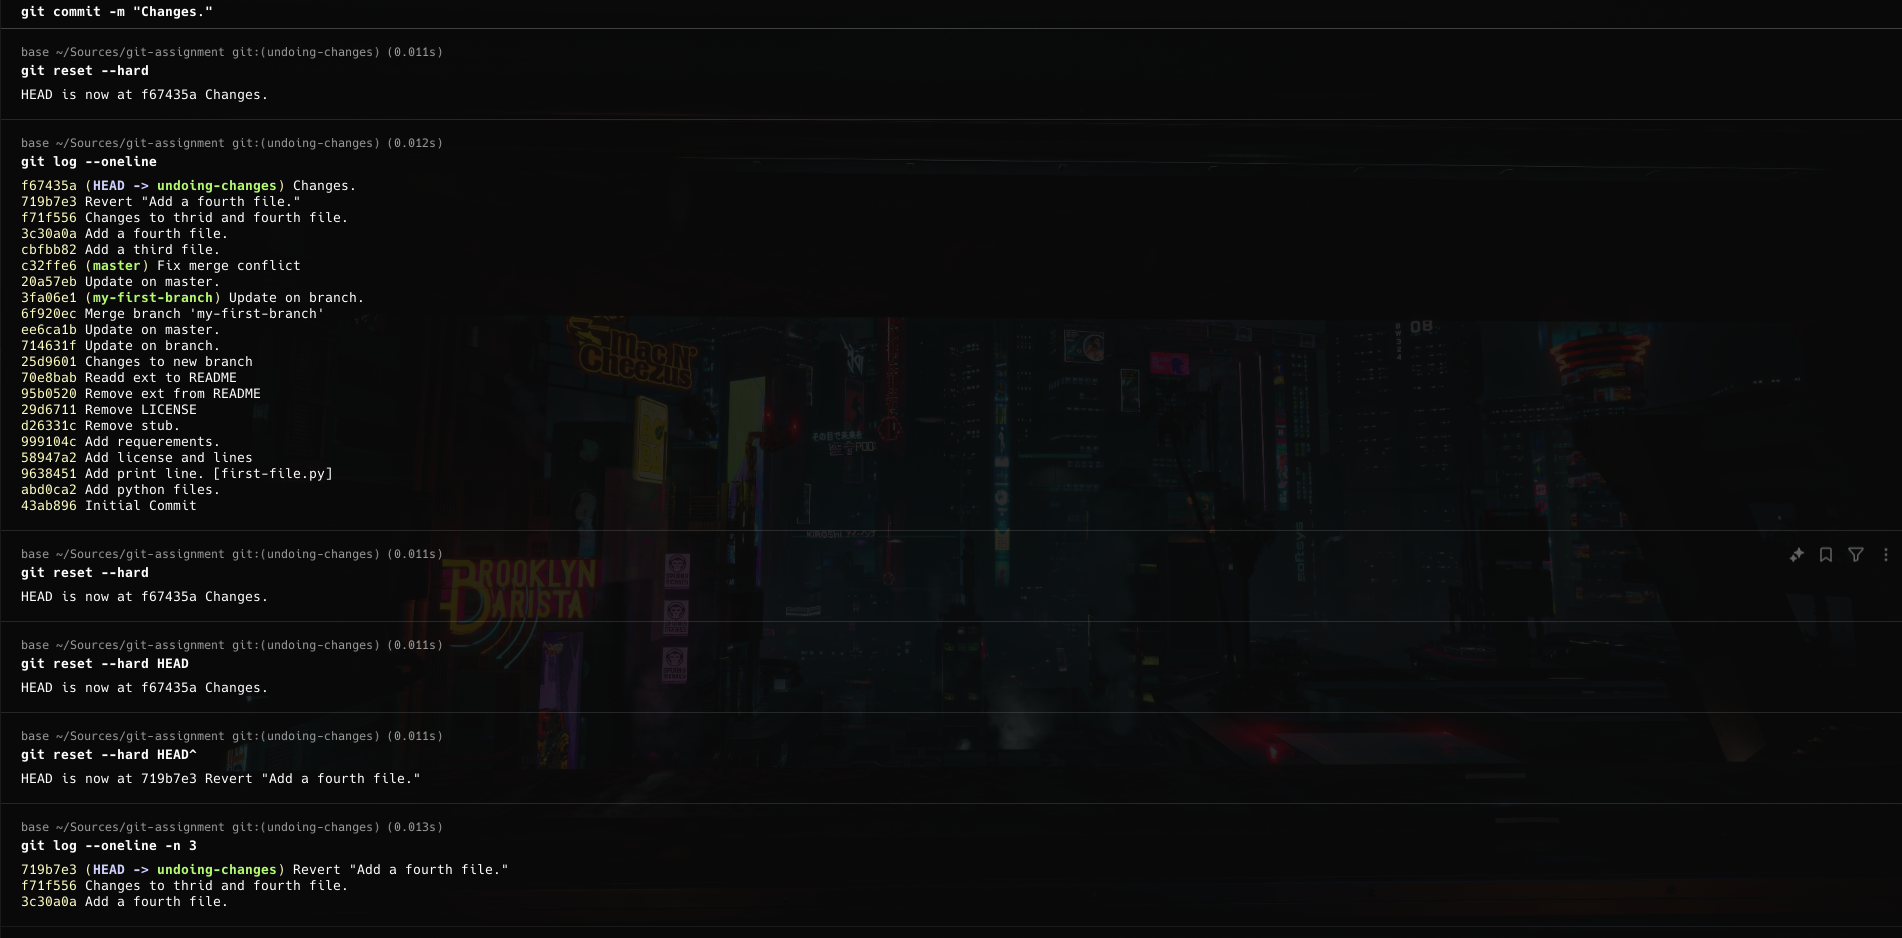 git commit -m "Changes."
base ~/Sources/git-assignment git:(undoing-changes) (0.011s)
git reset --hard
HEAD is now at f67435a Changes.
base ~/Sources/git-assignment git:(undoing-changes) (0.012s)
git log --oneline
f67435a (HEAD -> undoing-changes) Changes.
719b7e3 Revert "Add a fourth file."
f71f556 Changes to thrid and fourth file.
3c30a0a Add a fourth file.
cbfbb82 Add a third file.
c32ffe6 (master) Fix merge conflict
20a57eb Update on master.
3fa06e1 (my-first-branch) Update on branch.
6f920ec Merge branch 'my-first-branch'
ee6ca1b Update on master.
714631f Update on branch.
25d9601 Changes to new branch
70e8bab Readd ext to README
95b0520 Remove ext from README
29d6711 Remove LICENSE
d26331c Remove stub.
999104c Add requerements.
58947a2 Add license and lines
9638451 Add print line. [first-file.py]
abd0ca2 Add python files.
43ab896 Initial Commit
Mac N'
CheeZus
base ~/Sources/git-assignment git:(undoing-changes) (0.011s)
git reset --hard
HEAD is now at f67435a Changes.
BROOKLYN
BARISTA
softsys
base ~/Sources/git-assignment git:(undoing-changes) (0.011s)
git reset --hard HEAD
HEAD is now at f67435a Changes.
base ~/Sources/git-assignment git:(undoing-changes) (0.011s)
git reset --hard HEAD^
HEAD is now at 719b7e3 Revert "Add a fourth file."
base ~/Sources/git-assignment git:(undoing-changes) (0.013s)
git log --oneline -n 3
719b7e3 (HEAD -> undoing-changes) Revert "Add a fourth file."
f71f556 Changes to thrid and fourth file.
3c30a0a Add a fourth file.